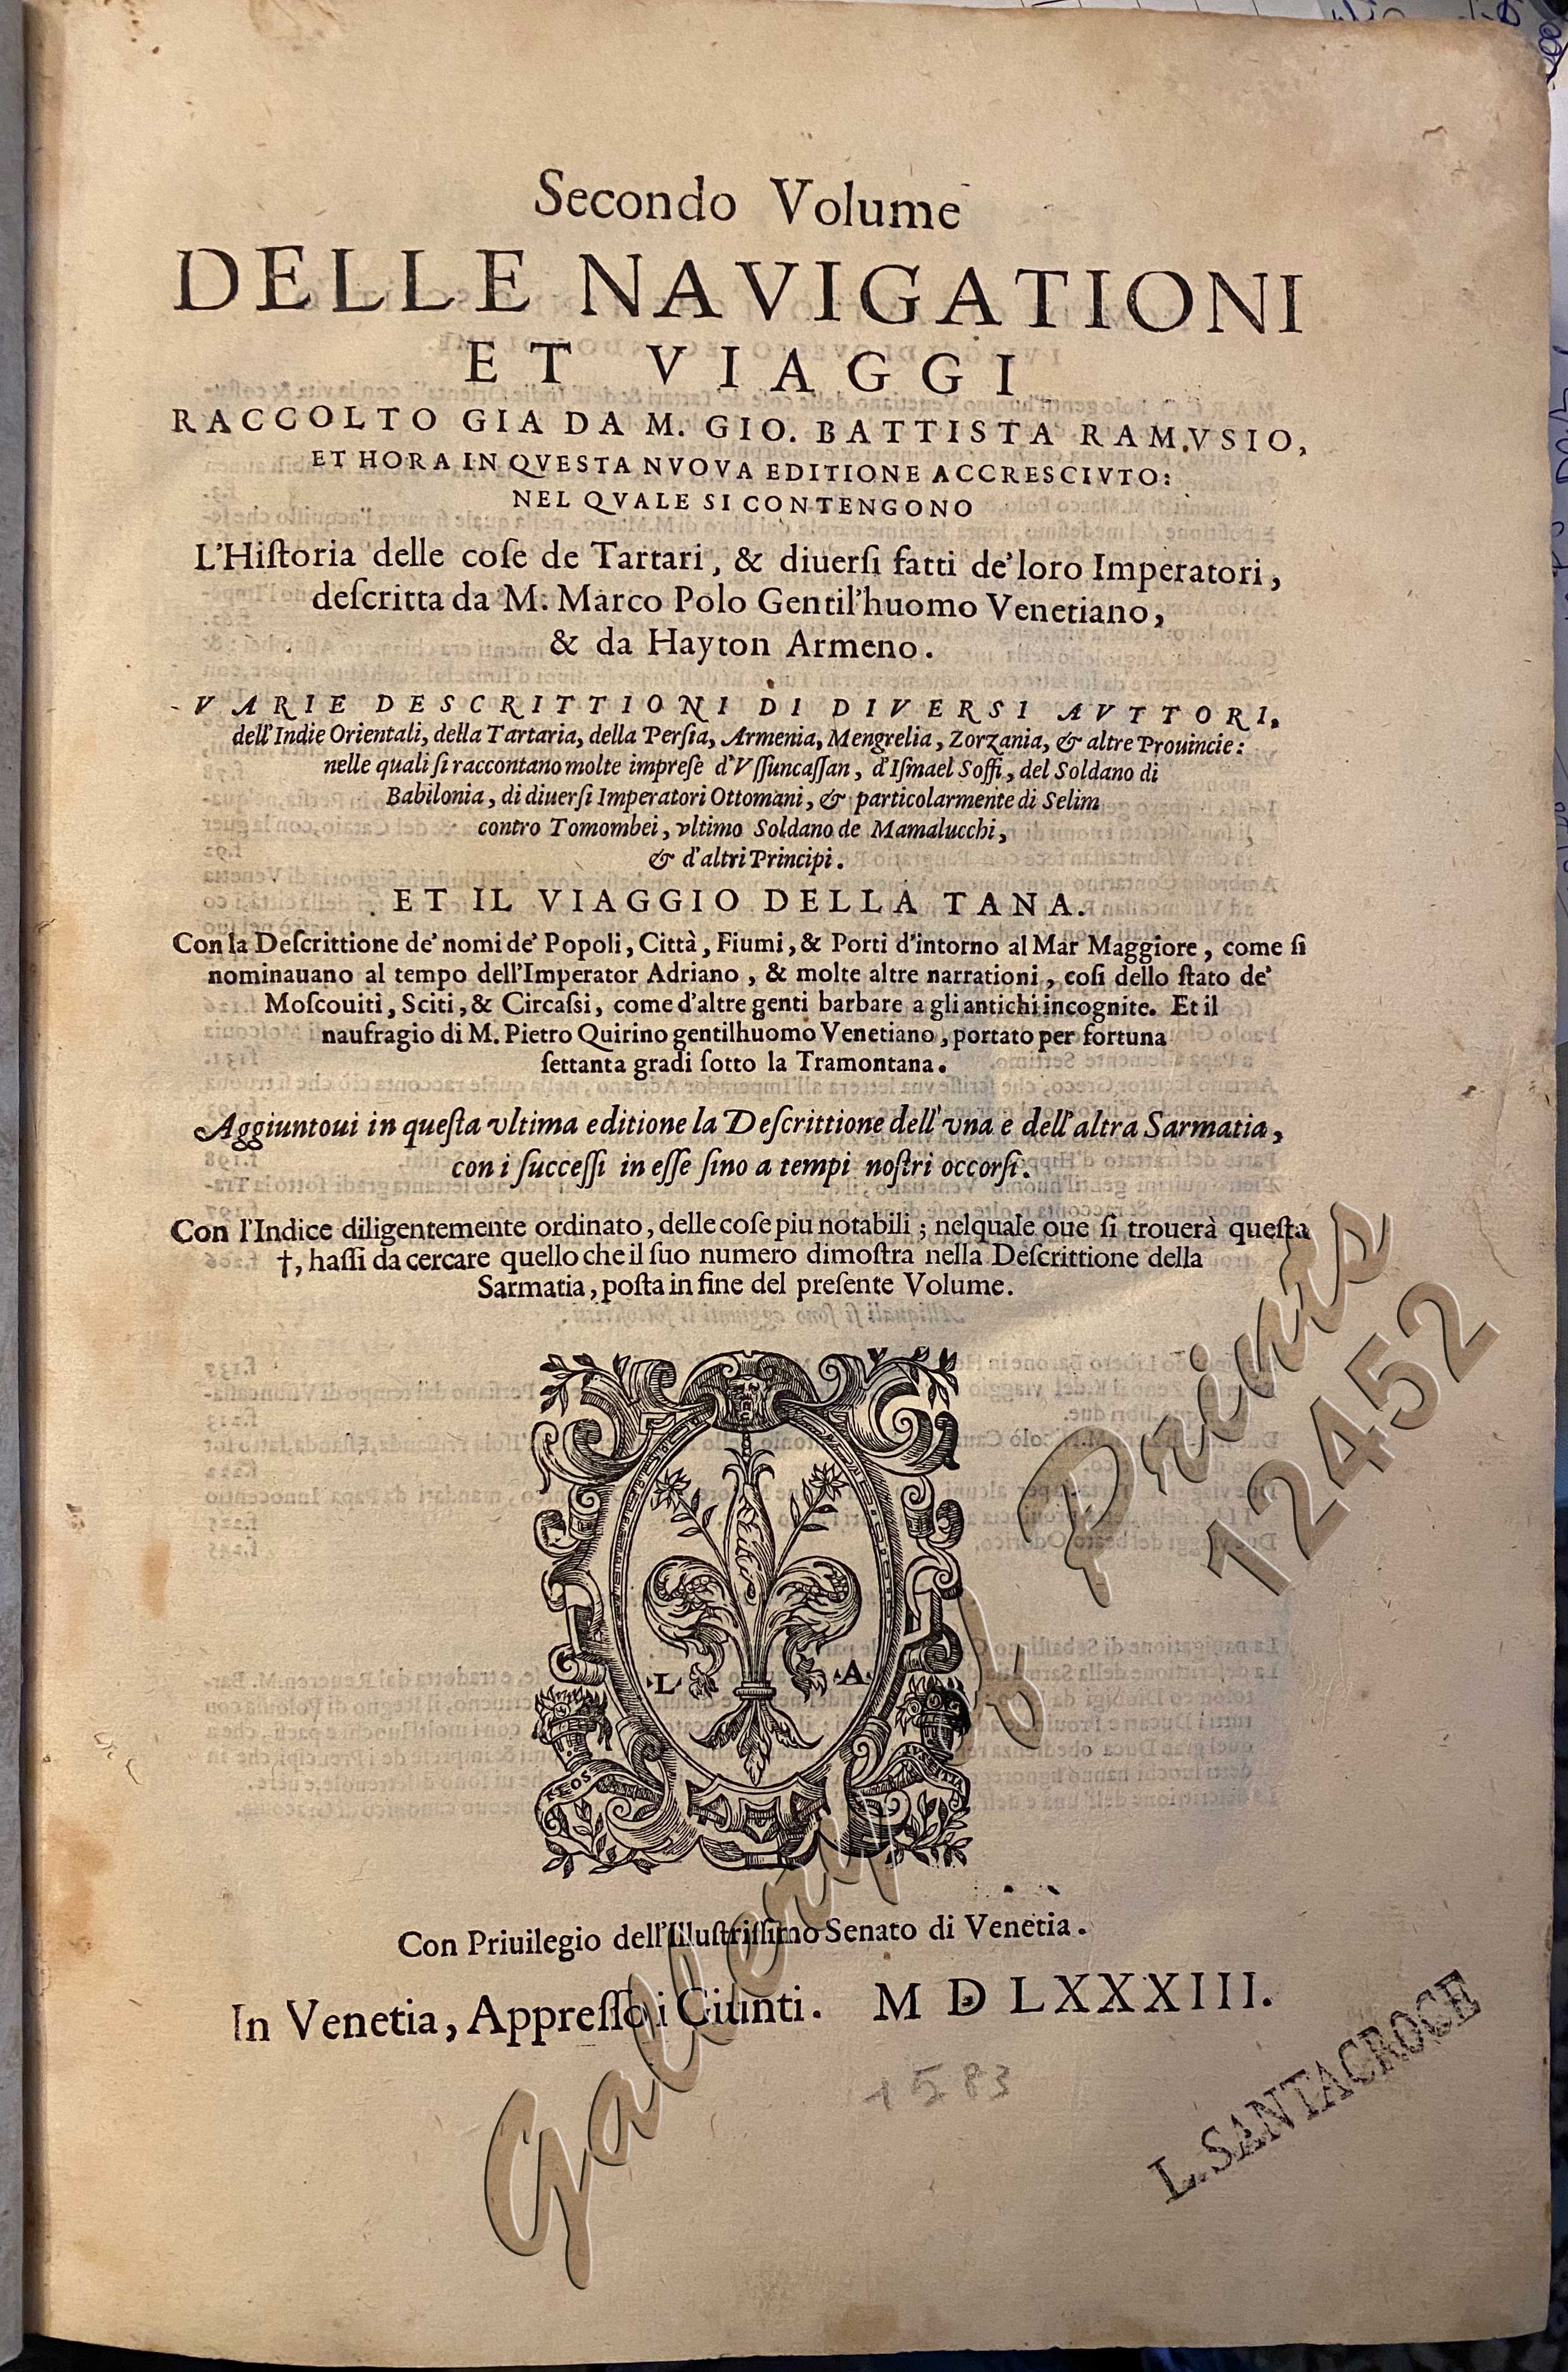 Secondo Volume
DELLE NAVIGATIONI
ET VIAGGI
RACCOLTO GIA DA M. GIO. BATTISTA RAMVSIO,
ET HORA IN QVESTA NVOVA EDITIONE ACCRESCIVTO:
NEL QVALE SI CONTENGONO
L'Hiſtoria delle coſe de Tartari, & diuerſi fatti de' loro Imperatori,
deſcritta da M. Marco Polo Gentil'huomo Venetiano,
& da Hayton Armeno.
VARIE DESCRITTIONI DI DIVERSI AVTTORI,
dell'Indie Orientali, della Tartaria, della Perſia, Armenia, Mengrelia, Zorzania, & altre Prouincie:
nelle quali ſi raccontano molte impreſe d'Vſſuncaſſan, d'Iſmael Soffi, del Soldano di
Babilonia, di diuerſi Imperatori Ottomani, & particolarmente di Selim
contro Tomombei, vltimo Soldano de Mamalucchi,
& d'altri Principi.
ET IL VIAGGIO DELLA TANA.
Con la Deſcrittione de' nomi de' Popoli, Città, Fiumi, & Porti d'intorno al Mar Maggiore, come ſi
nominauano al tempo dell'Imperator Adriano, & molte altre narrationi, coſi dello ſtato de'
Moſcouiti, Sciti, & Circaſſi, come d'altre genti barbare a gli antichi incognite. Et il
naufragio di M. Pietro Quirino gentilhuomo Venetiano, portato per fortuna
ſettanta gradi ſotto la Tramontana.
Aggiuntoui in queſta vltima editione la Deſcrittione dell'vna e dell'altra Sarmatia,
con i ſucceſſi in eſſe ſino a tempi noſtri occorſi.
Con l'Indice diligentemente ordinato, delle coſe piu notabili; nelquale oue ſi trouerà queſta
†, haſſi da cercare quello che il ſuo numero dimoſtra nella Deſcrittione della
Sarmatia, poſta in fine del preſente Volume.
.L. .A.
Con Priuilegio dell'Illuſtriſſimo Senato di Venetia.
In Venetia, Appreſſo i Giunti. M D LXXXIII.
1583
L. SANTACROCE
Gallery of Prints
12452